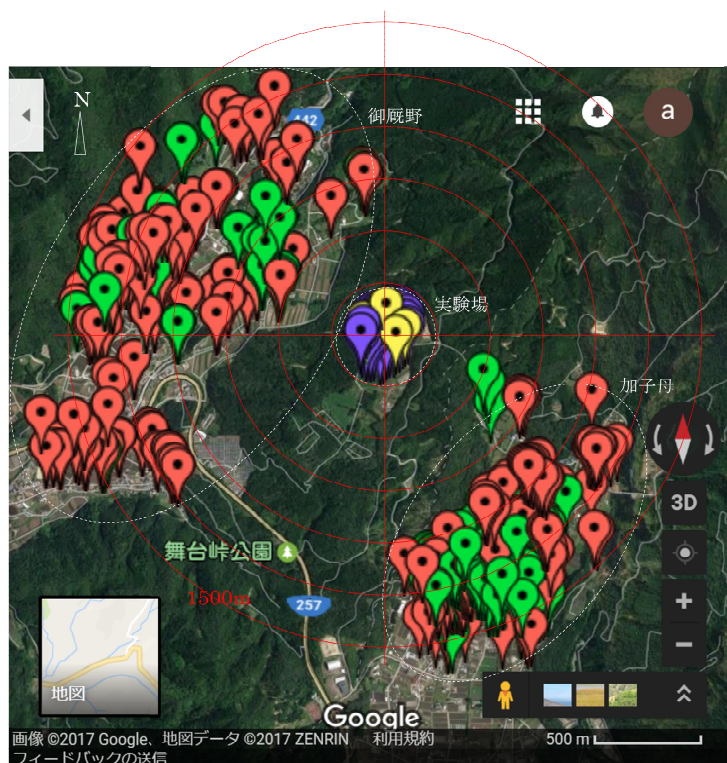 N
442
御厩野
a
実験場
加子母
3D
舞台峠公園
1500m
257
地図
Google
画像 ©2017 Google、地図データ ©2017 ZENRIN 利用規約 500 m
フィードバックの送信